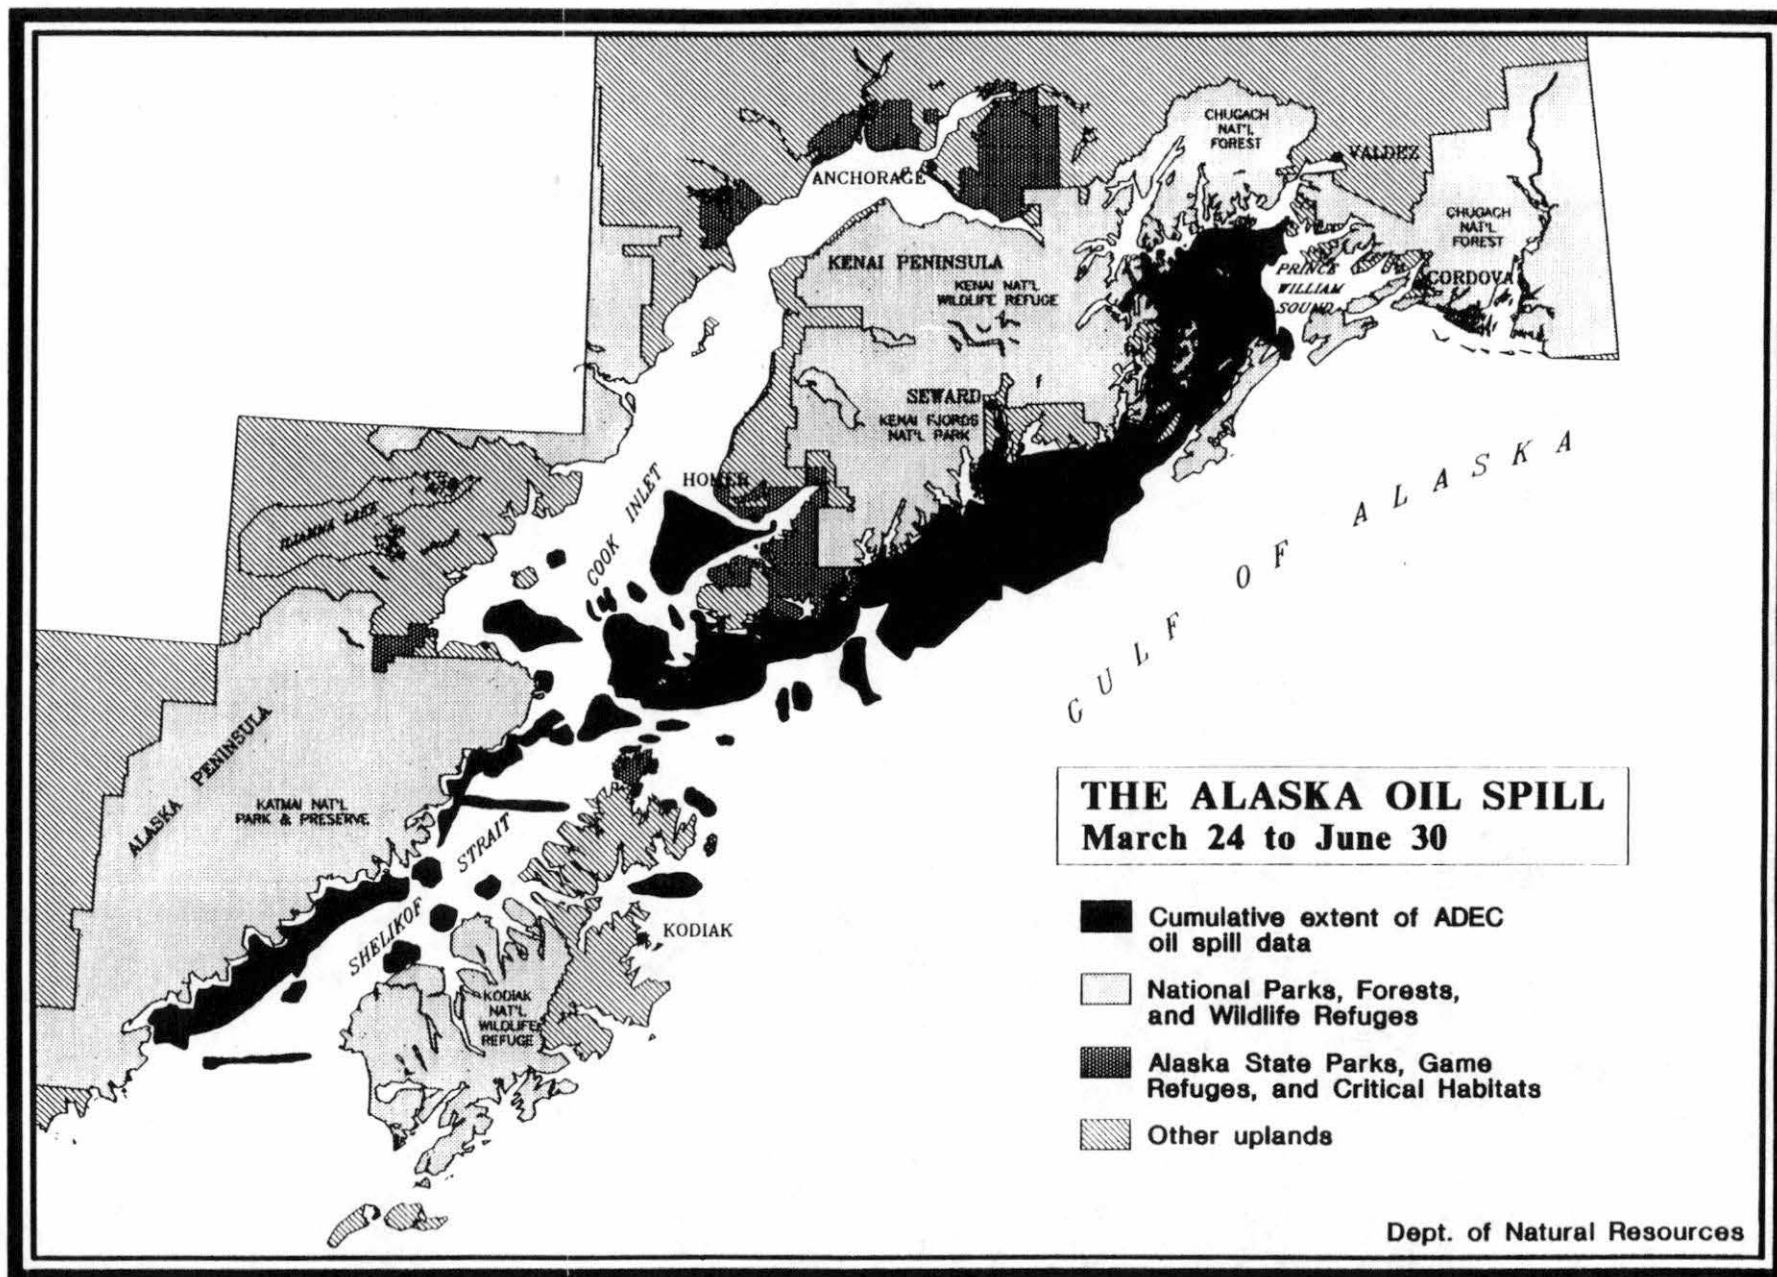 CHUGACH
NAT'L
FOREST
VALDEZ
ANCHORAGE
CHUGACH
NAT'L
FOREST
KENAI PENINSULA
KENAI NAT'L
WILDLIFE REFUGE
PRINCE
WILLIAM
SOUND
CORDOVA
SEWARD
KENAI FJORDS
NAT'L PARK
HOMER
COOK INLET
ILIAMNA LAKE
GULF OF ALASKA
ALASKA PENINSULA
KATMAI NAT'L
PARK & PRESERVE
SHELIKOF STRAIT
KODIAK
KODIAK
NAT'L
WILDLIFE
REFUGE
THE ALASKA OIL SPILL
March 24 to June 30
Cumulative extent of ADEC
oil spill data
National Parks, Forests,
and Wildlife Refuges
Alaska State Parks, Game
Refuges, and Critical Habitats
Other uplands
Dept. of Natural Resources